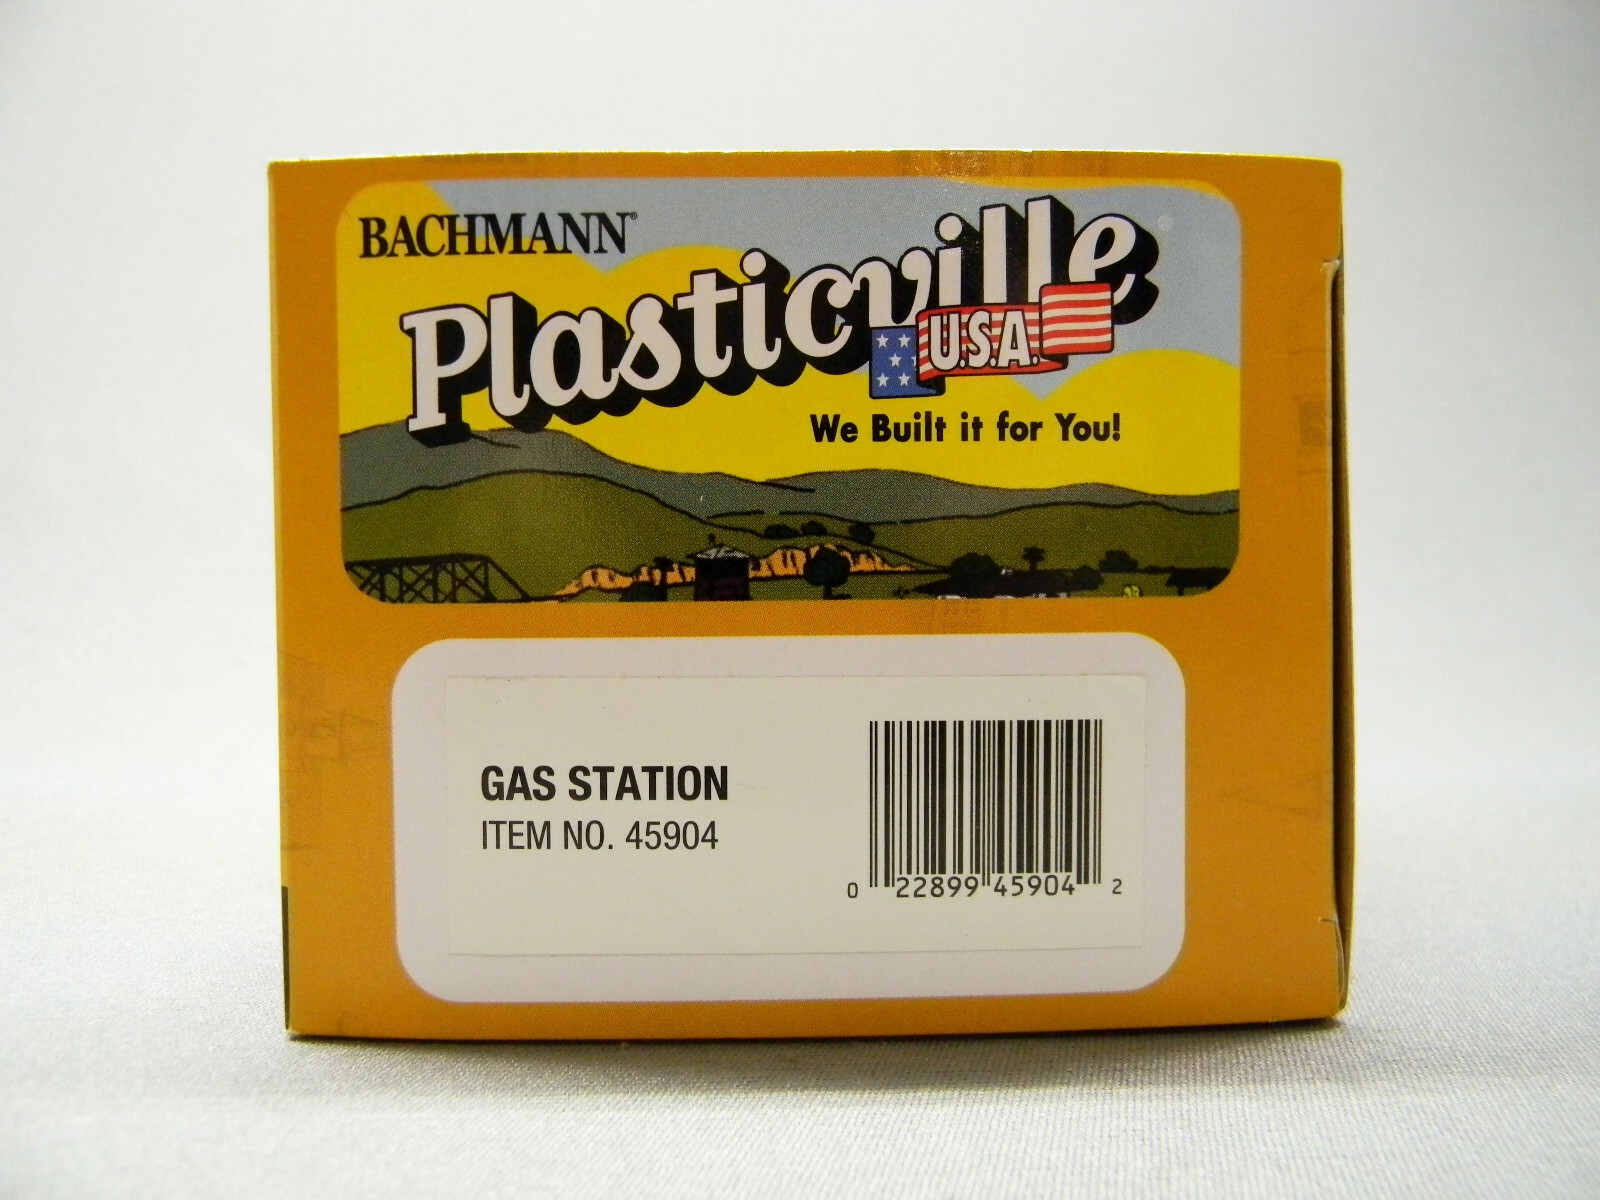 BACHMANN®
Plasticville®
U.S.A.
We Built it for You!
GAS STATION
ITEM NO. 45904
0 22899 45904 2